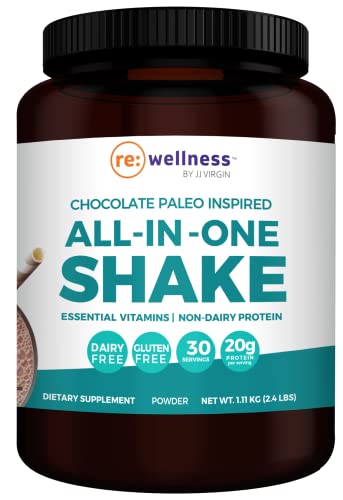 re: wellness™
BY JJ VIRGIN
CHOCOLATE PALEO INSPIRED
ALL-IN-ONE
SHAKE
ESSENTIAL VITAMINS | NON-DAIRY PROTEIN
DAIRY FREE
GLUTEN FREE
30 SERVINGS
20g PROTEIN per serving
DIETARY SUPPLEMENT POWDER NET WT. 1.11 KG (2.4 LBS)